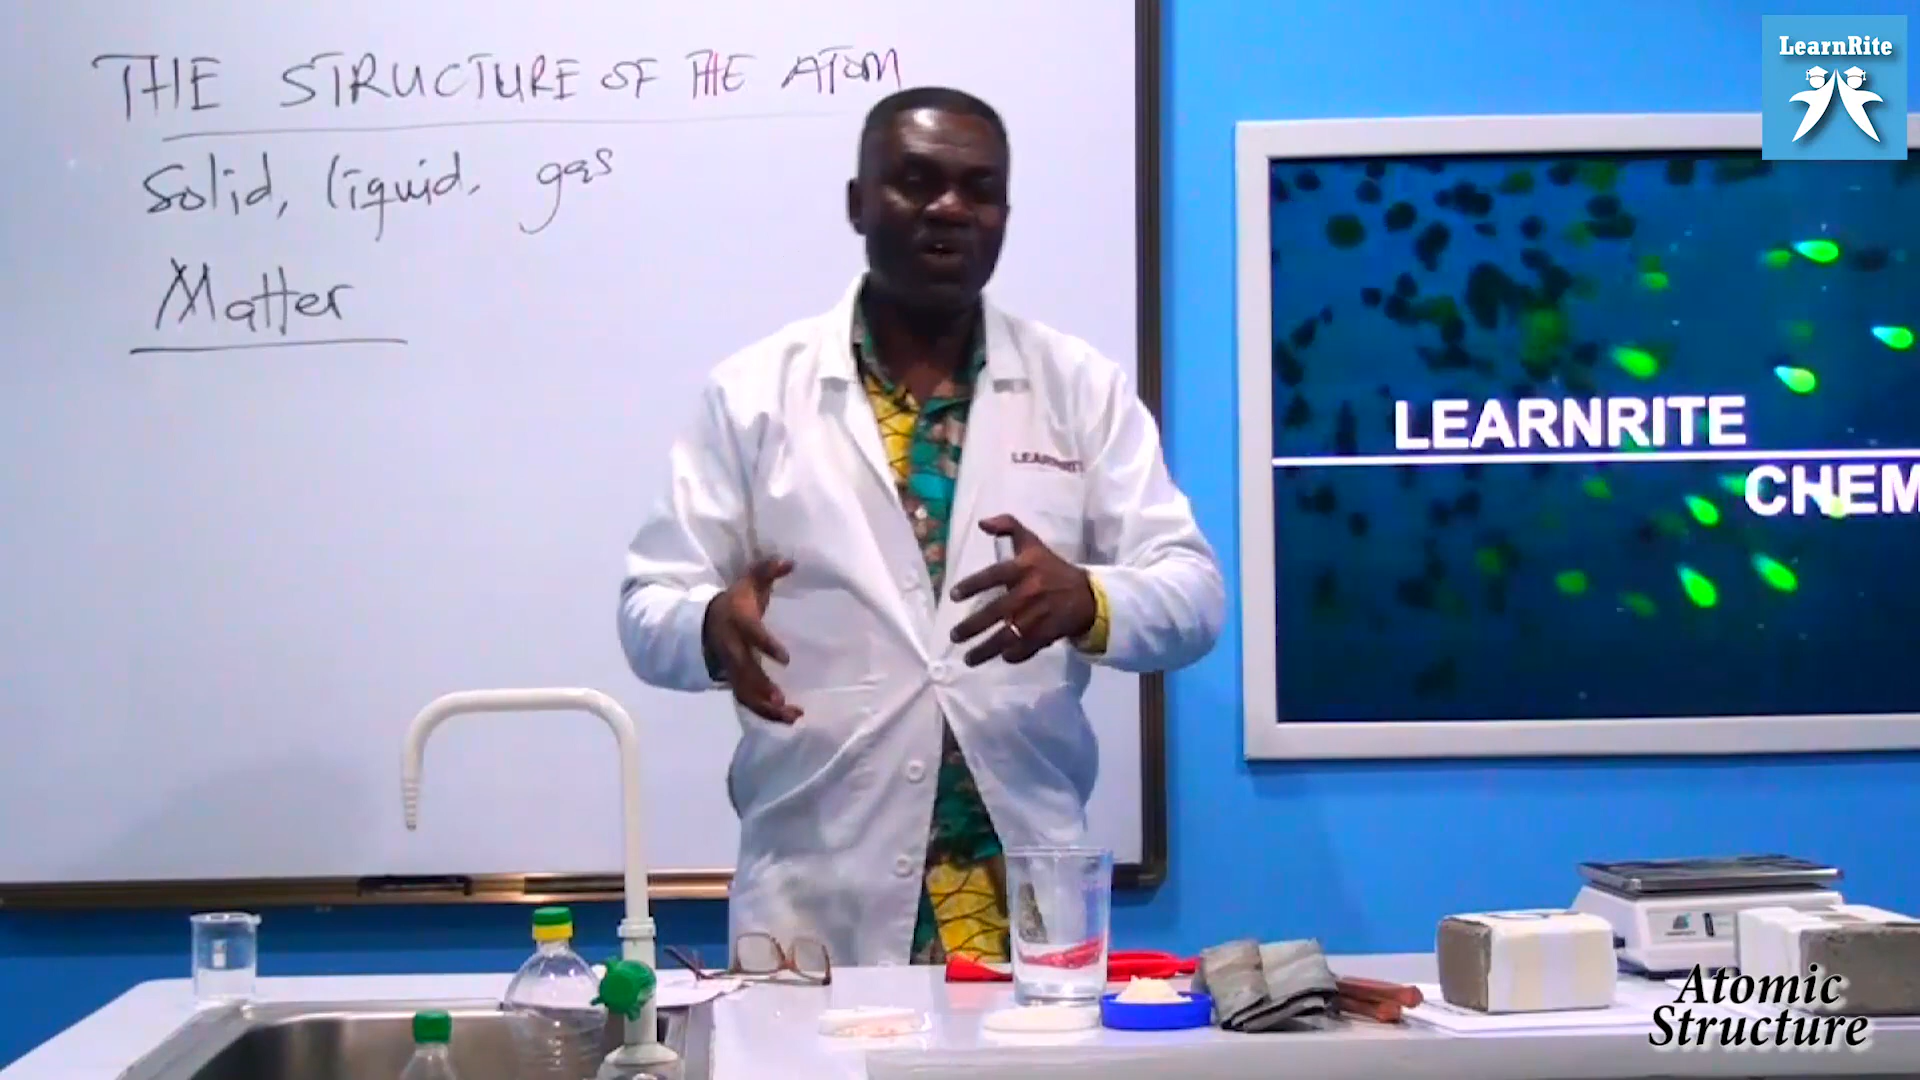 THE STRUCTURE OF THE ATOM
Solid, liquid, gas
Matter
LearnRite
LEARNRITE
CHEM
Atomic
Structure